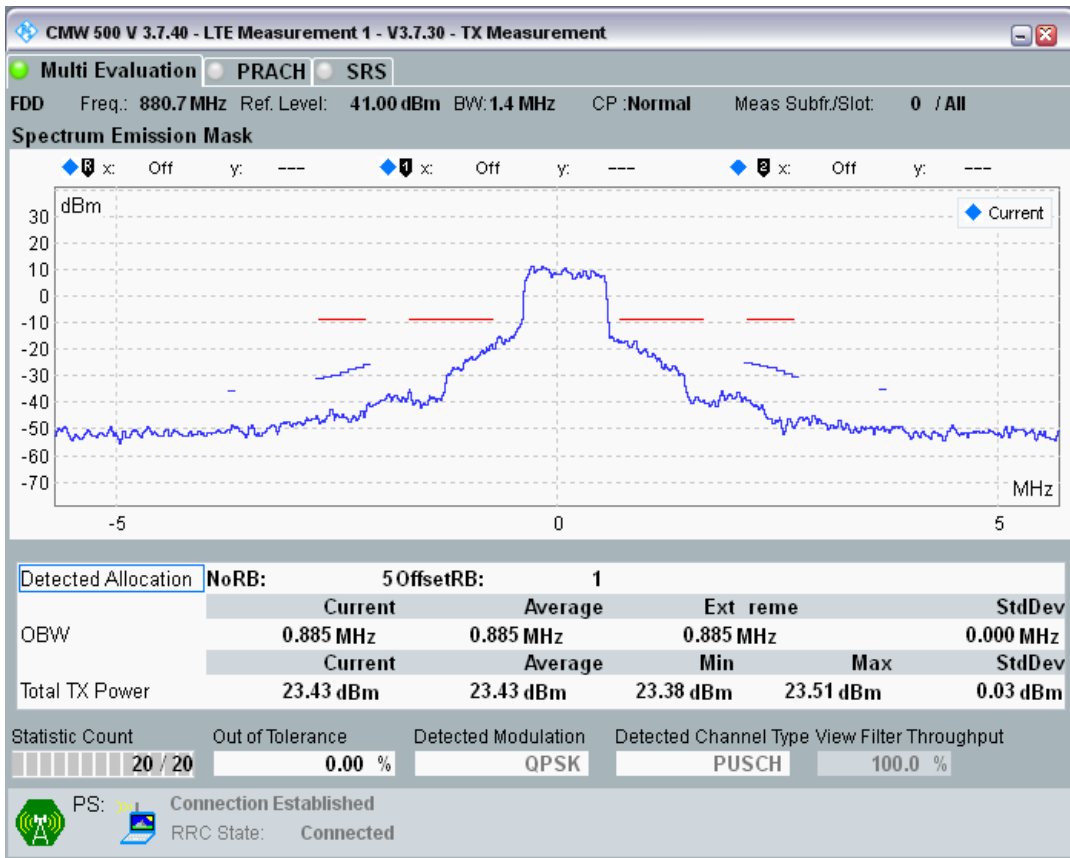 CMW 500 V 3.7.40 - LTE Measurement 1 - V3.7.30 - TX Measurement
Multi Evaluation PRACH SRS
FDD Freq.: 880.7 MHz Ref. Level: 41.00 dBm BW: 1.4 MHz CP :Normal Meas Subfr./Slot: 0 / All
Spectrum Emission Mask
R x: Off y: --- 1 x: Off y: --- 2 x: Off y: ---
dBm
Current
30
20
10
0
-10
-20
-30
-40
-50
-60
-70
MHz
-5 0 5
Detected Allocation NoRB: 5 OffsetRB: 1
Current Average Ext reme StdDev
OBW 0.885 MHz 0.885 MHz 0.885 MHz 0.000 MHz
Current Average Min Max StdDev
Total TX Power 23.43 dBm 23.43 dBm 23.38 dBm 23.51 dBm 0.03 dBm
Statistic Count Out of Tolerance Detected Modulation Detected Channel Type View Filter Throughput
20 / 20 0.00 % QPSK PUSCH 100.0 %
PS: Connection Established
RRC State: Connected